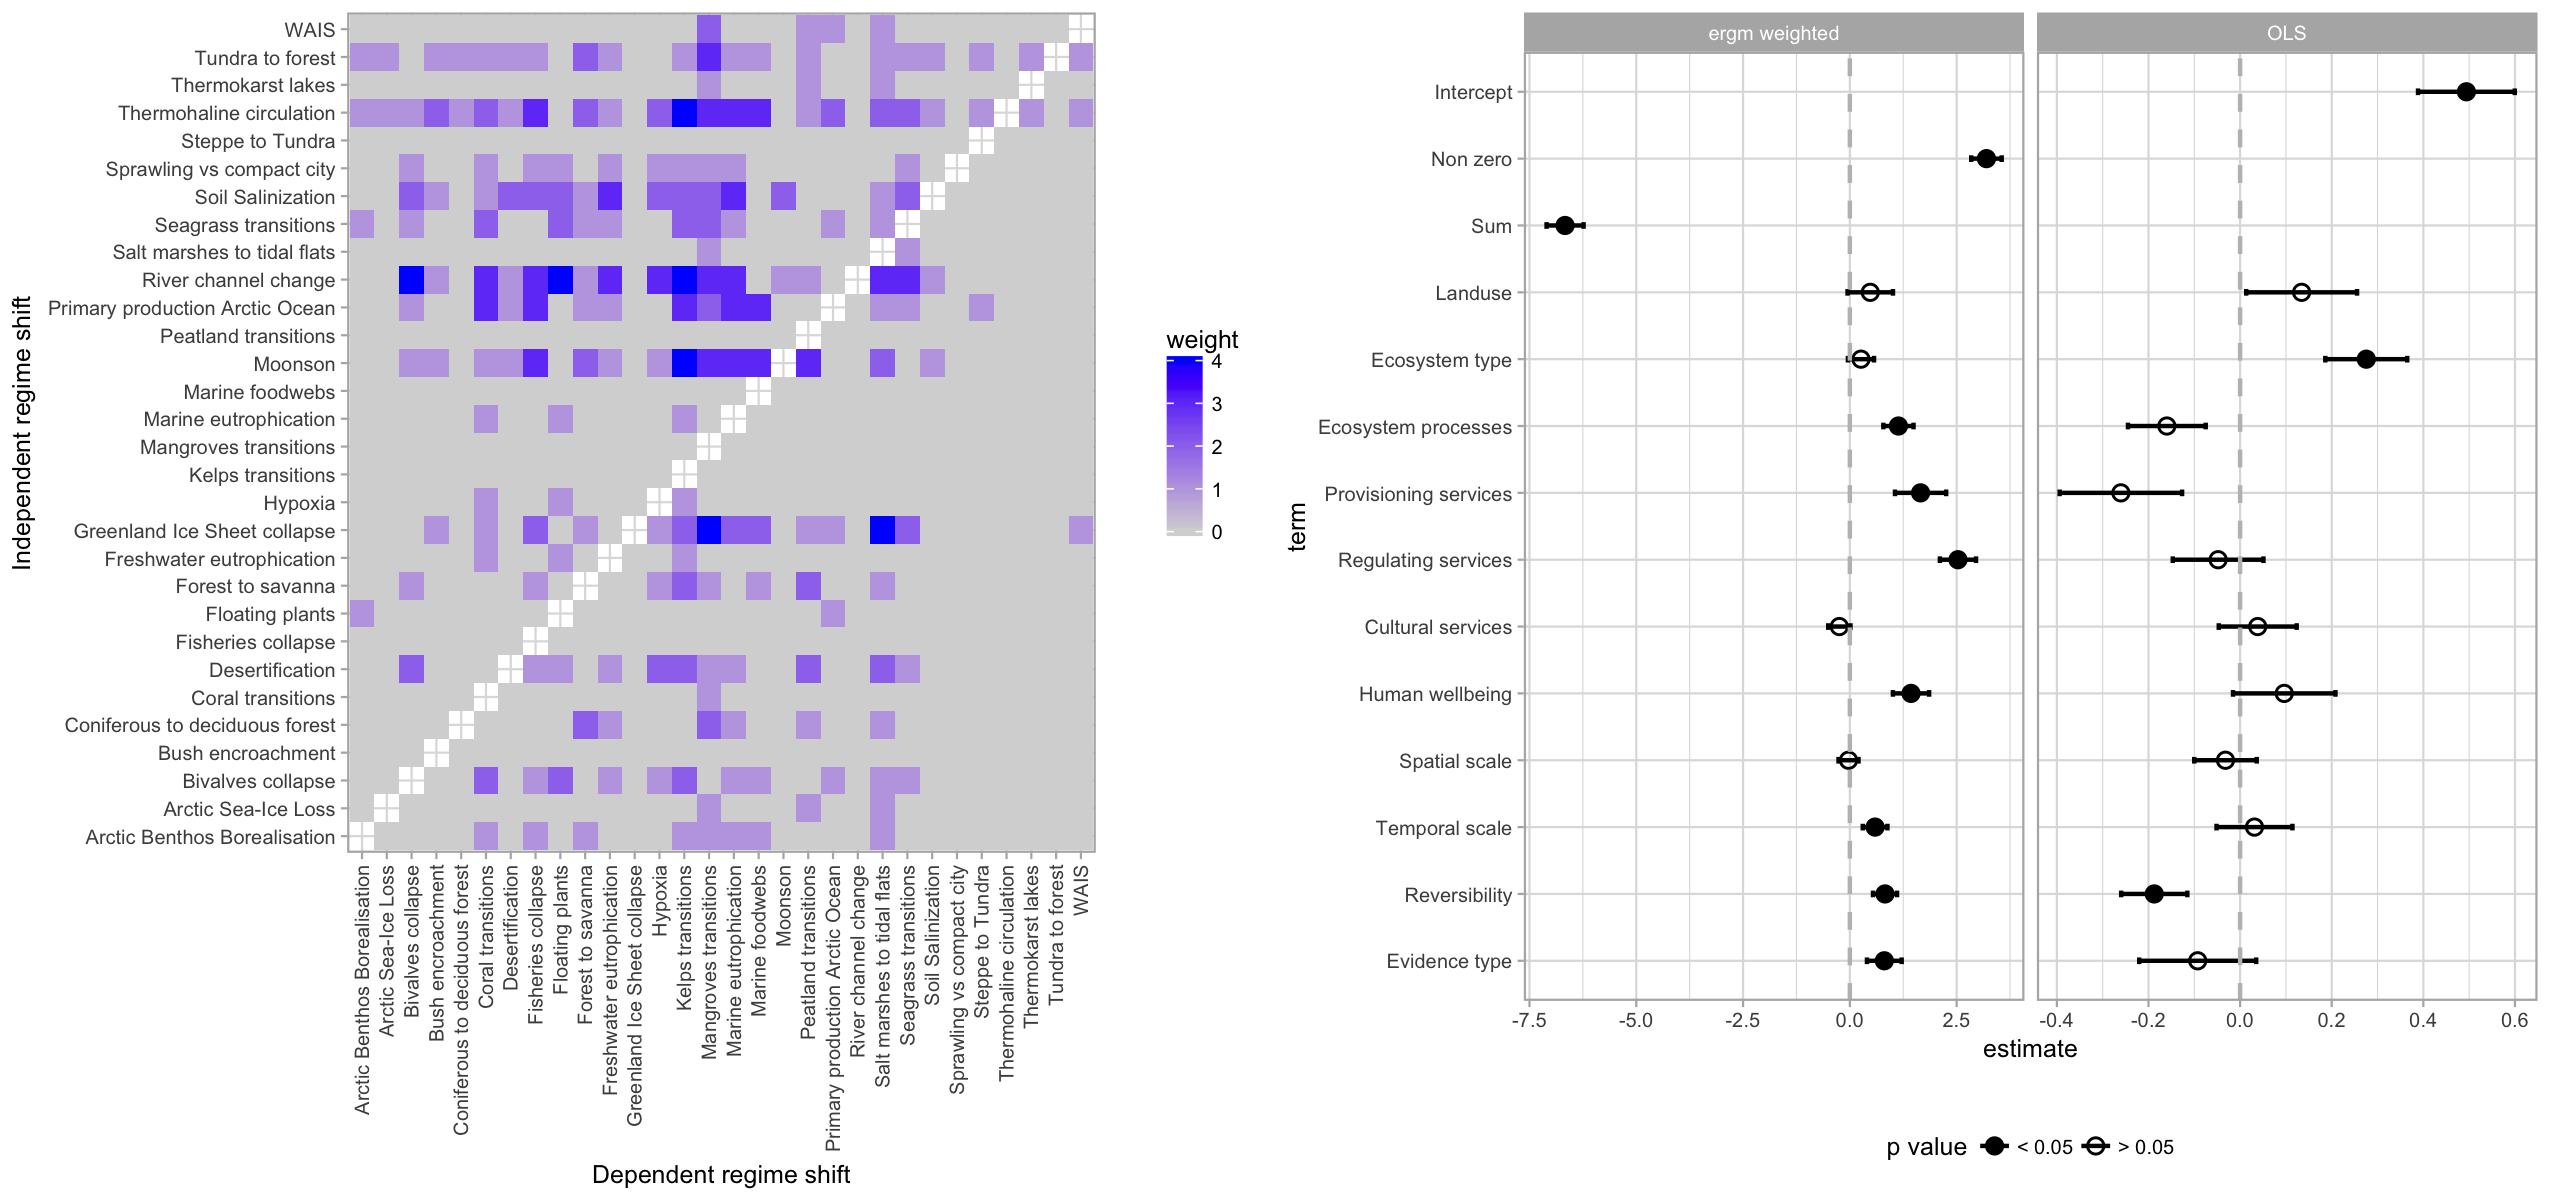 Independent regime shift
WAIS
Tundra to forest
Thermokarst lakes
Thermohaline circulation
Steppe to Tundra
Sprawling vs compact city
Soil Salinization
Seagrass transitions
Salt marshes to tidal flats
River channel change
Primary production Arctic Ocean
Peatland transitions
Moonson
Marine foodwebs
Marine eutrophication
Mangroves transitions
Kelps transitions
Hypoxia
Greenland Ice Sheet collapse
Freshwater eutrophication
Forest to savanna
Floating plants
Fisheries collapse
Desertification
Coral transitions
Coniferous to deciduous forest
Bush encroachment
Bivalves collapse
Arctic Sea-Ice Loss
Arctic Benthos Borealisation
Arctic Benthos Borealisation
Arctic Sea-Ice Loss
Bivalves collapse
Bush encroachment
Coniferous to deciduous forest
Coral transitions
Desertification
Fisheries collapse
Floating plants
Forest to savanna
Freshwater eutrophication
Greenland Ice Sheet collapse
Hypoxia
Kelps transitions
Mangroves transitions
Marine eutrophication
Marine foodwebs
Moonson
Peatland transitions
Primary production Arctic Ocean
River channel change
Salt marshes to tidal flats
Seagrass transitions
Soil Salinization
Sprawling vs compact city
Steppe to Tundra
Thermohaline circulation
Thermokarst lakes
Tundra to forest
WAIS
Dependent regime shift
weight
4
3
2
1
0
term
ergm weighted
OLS
Intercept
Non zero
Sum
Landuse
Ecosystem type
Ecosystem processes
Provisioning services
Regulating services
Cultural services
Human wellbeing
Spatial scale
Temporal scale
Reversibility
Evidence type
-7.5 -5.0 -2.5 0.0 2.5
-0.4 -0.2 0.0 0.2 0.4 0.6
estimate
p value < 0.05 > 0.05